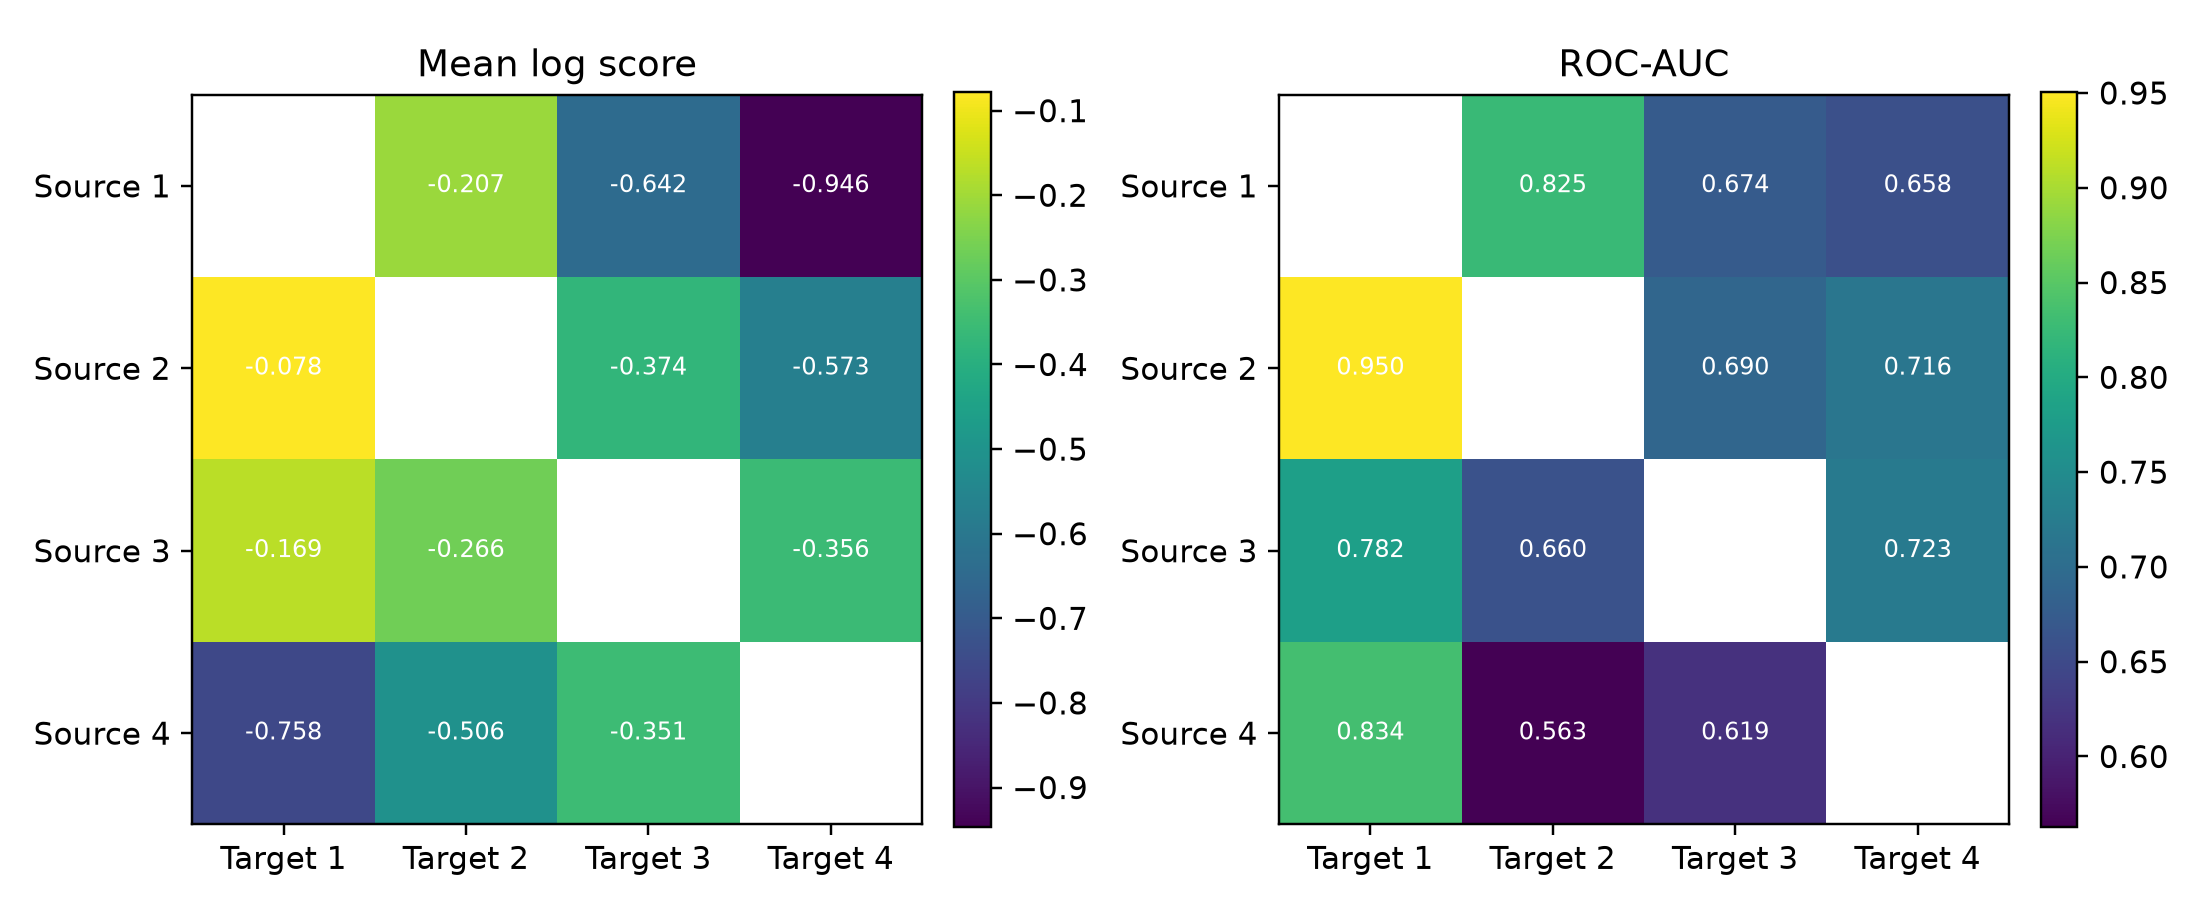 Mean log score
Source 1
Source 2
Source 3
Source 4
-0.207 -0.642 -0.946
-0.078 -0.374 -0.573
-0.169 -0.266 -0.356
-0.758 -0.506 -0.351
Target 1 Target 2 Target 3 Target 4
−0.1
−0.2
−0.3
−0.4
−0.5
−0.6
−0.7
−0.8
−0.9
ROC-AUC
Source 1
Source 2
Source 3
Source 4
0.825 0.674 0.658
0.950 0.690 0.716
0.782 0.660 0.723
0.834 0.563 0.619
Target 1 Target 2 Target 3 Target 4
0.95
0.90
0.85
0.80
0.75
0.70
0.65
0.60